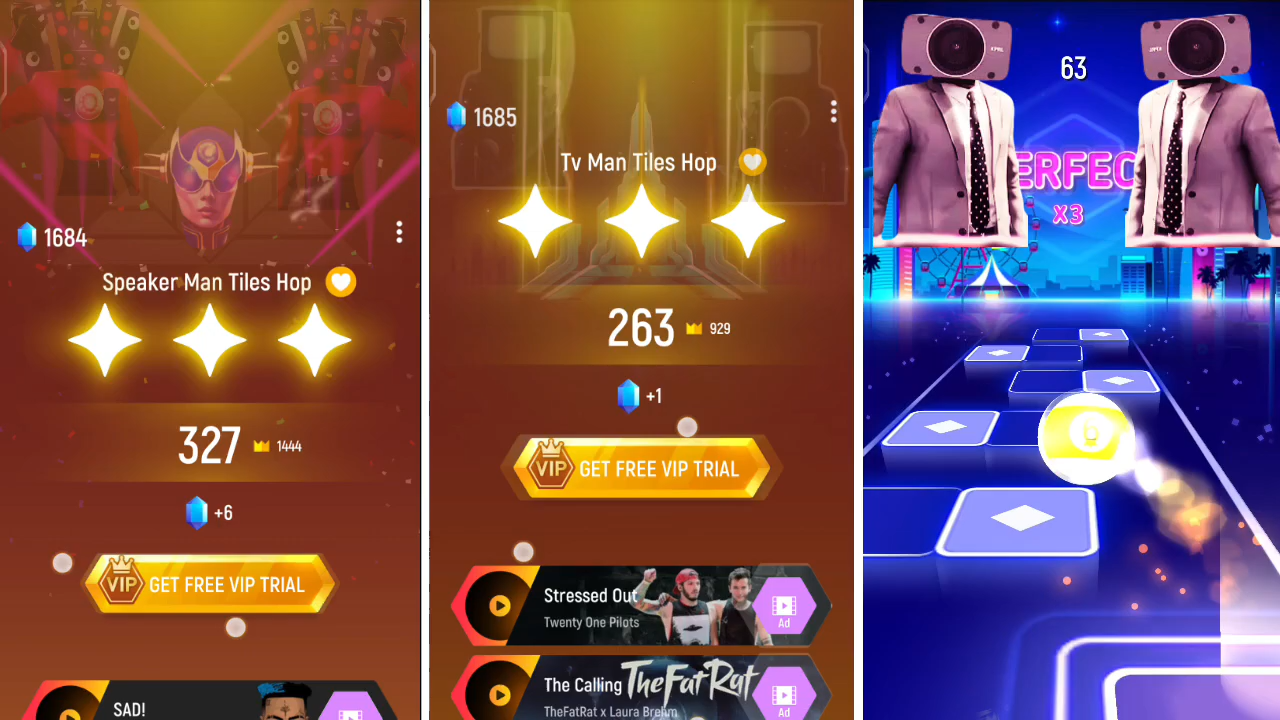 1684
Speaker Man Tiles Hop
327
1444
+6
VIP
GET FREE VIP TRIAL
SAD!
1685
Tv Man Tiles Hop
263
929
+1
VIP
GET FREE VIP TRIAL
Stressed Out
Twenty One Pilots
Ad
The Calling
TheFatRat
TheFatRat x Laura Brehm
Ad
63
ERFEC
x3